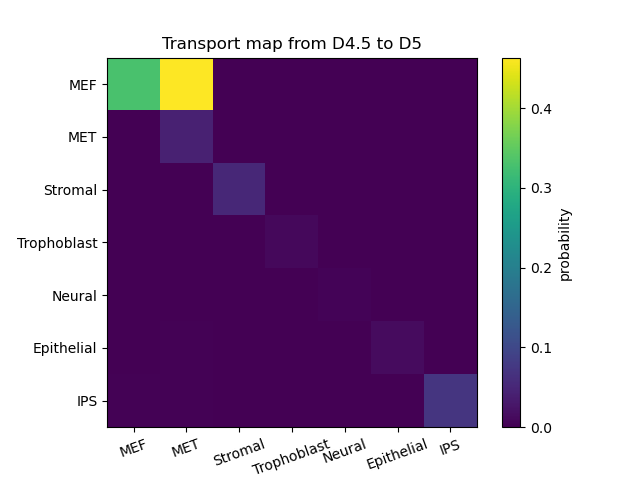 Transport map from D4.5 to D5
MEF
MET
Stromal
Trophoblast
Neural
Epithelial
IPS
MEF
MET
Stromal
Trophoblast
Neural
Epithelial
IPS
0.4
0.3
0.2
0.1
0.0
probability